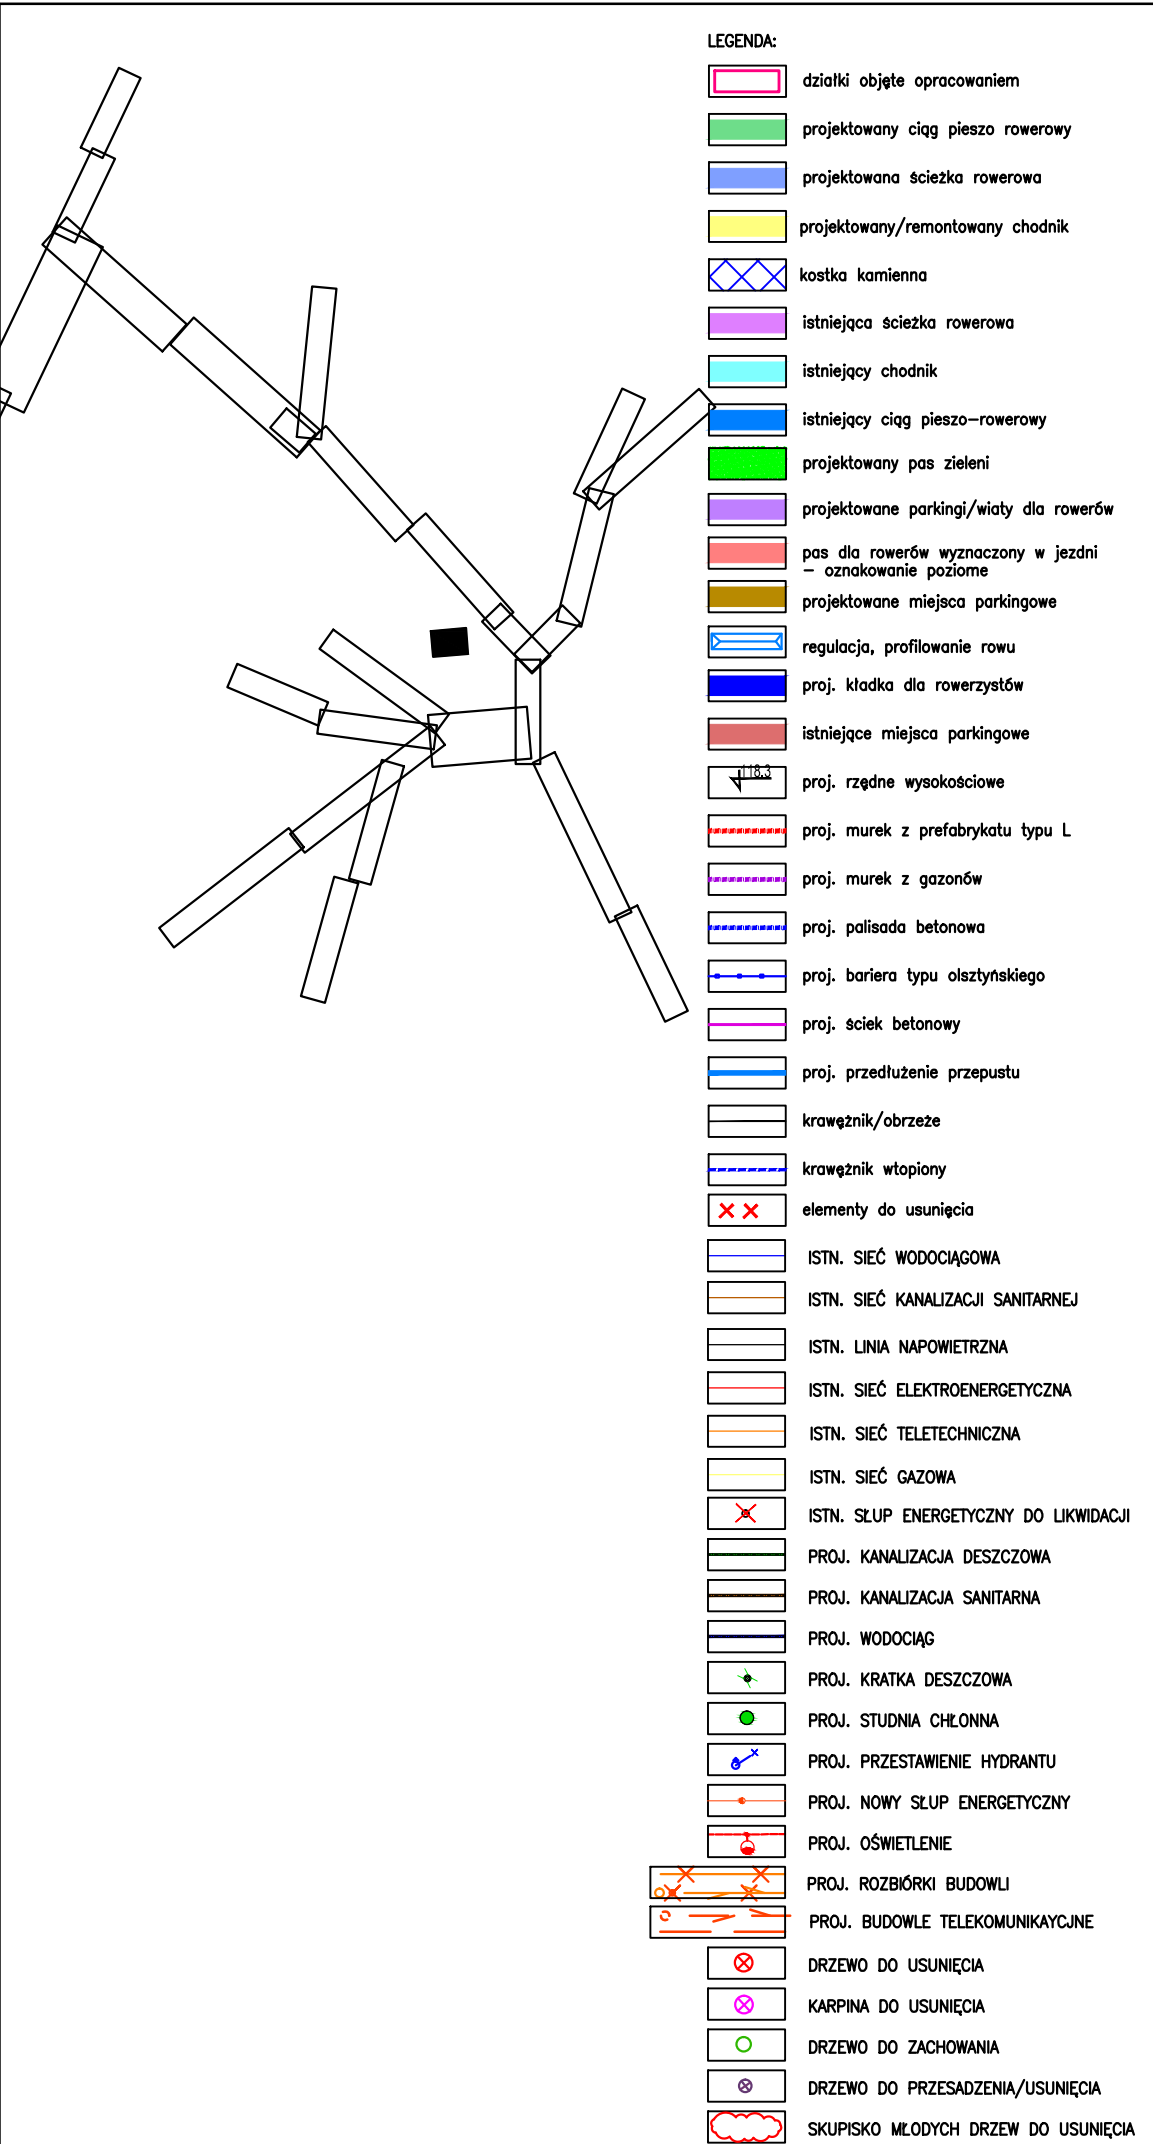 LEGENDA:
działki objęte opracowaniem
projektowany ciąg pieszo rowerowy
projektowana ścieżka rowerowa
projektowany/remontowany chodnik
kostka kamienna
istniejąca ścieżka rowerowa
istniejący chodnik
istniejący ciąg pieszo-rowerowy
projektowany pas zieleni
projektowane parkingi/wiaty dla rowerów
pas dla rowerów wyznaczony w jezdni
- oznakowanie poziome
projektowane miejsca parkingowe
regulacja, profilowanie rowu
proj. kładka dla rowerzystów
istniejące miejsca parkingowe
118.3
proj. rzędne wysokościowe
proj. murek z prefabrykatu typu L
proj. murek z gazonów
proj. palisada betonowa
proj. bariera typu olsztyńskiego
proj. ściek betonowy
proj. przedłużenie przepustu
krawężnik/obrzeże
krawężnik wtopiony
elementy do usunięcia
ISTN. SIEĆ WODOCIĄGOWA
ISTN. SIEĆ KANALIZACJI SANITARNEJ
ISTN. LINIA NAPOWIETRZNA
ISTN. SIEĆ ELEKTROENERGETYCZNA
ISTN. SIEĆ TELETECHNICZNA
ISTN. SIEĆ GAZOWA
ISTN. SŁUP ENERGETYCZNY DO LIKWIDACJI
PROJ. KANALIZACJA DESZCZOWA
PROJ. KANALIZACJA SANITARNA
PROJ. WODOCIĄG
PROJ. KRATKA DESZCZOWA
PROJ. STUDNIA CHŁONNA
PROJ. PRZESTAWIENIE HYDRANTU
PROJ. NOWY SŁUP ENERGETYCZNY
PROJ. OŚWIETLENIE
PROJ. ROZBIÓRKI BUDOWLI
PROJ. BUDOWLE TELEKOMUNIKAYCJNE
DRZEWO DO USUNIĘCIA
KARPINA DO USUNIĘCIA
DRZEWO DO ZACHOWANIA
DRZEWO DO PRZESADZENIA/USUNIĘCIA
SKUPISKO MŁODYCH DRZEW DO USUNIĘCIA